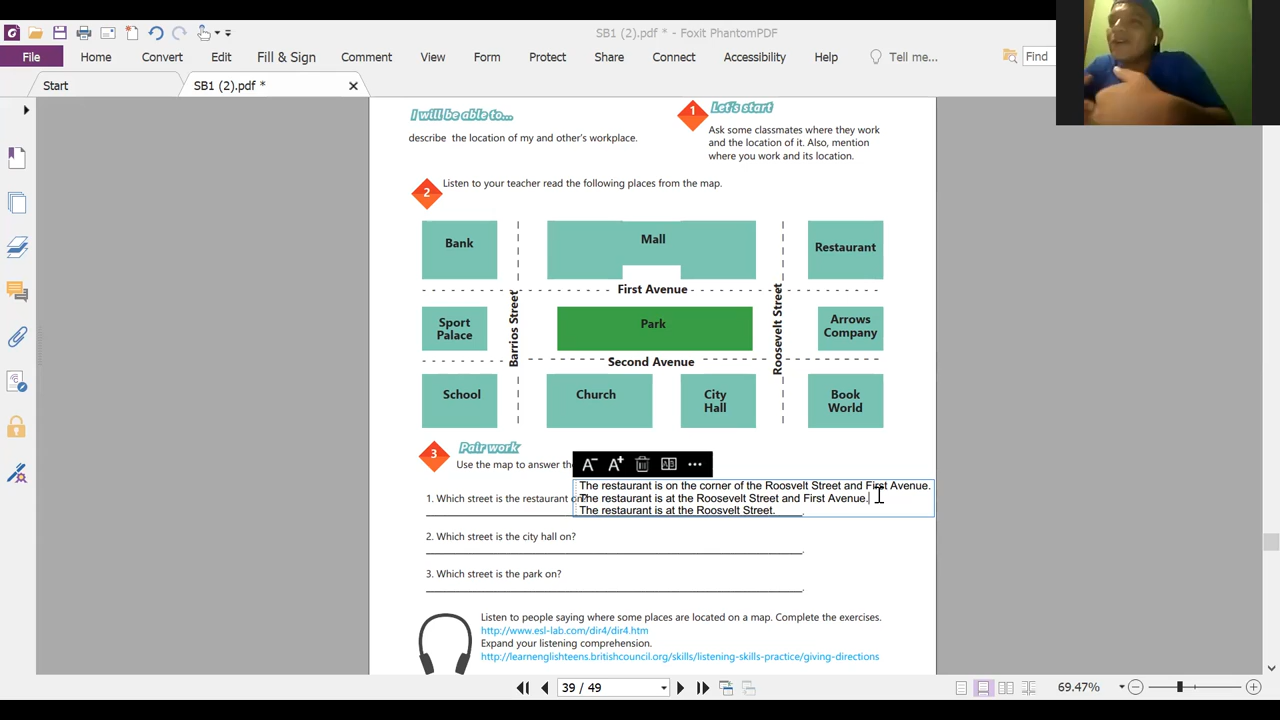 SB1 (2).pdf * - Foxit PhantomPDF
File Home Convert Edit Fill & Sign Comment View Form Protect Share Connect Accessibility Help Tell me... Find
Start SB1 (2).pdf *
I will be able to...
describe the location of my and other's workplace.
1 Let's start
Ask some classmates where they work
and the location of it. Also, mention
where you work and its location.
2 Listen to your teacher read the following places from the map.
Bank Mall Restaurant
First Avenue
Sport
Palace
Barrios Street
Park
Roosevelt Street
Arrows
Company
Second Avenue
School Church City
Hall
Book
World
3 Pair work
Use the map to answer the
A- A+
The restaurant is on the corner of the Roosvelt Street and First Avenue.
1. Which street is the restaurant on?
The restaurant is at the Roosevelt Street and First Avenue.
The restaurant is at the Roosvelt Street.
2. Which street is the city hall on?
3. Which street is the park on?
Listen to people saying where some places are located on a map. Complete the exercises.
http://www.esl-lab.com/dir4/dir4.htm
Expand your listening comprehension.
http://learnenglishteens.britishcouncil.org/skills/listening-skills-practice/giving-directions
39 / 49 69.47%